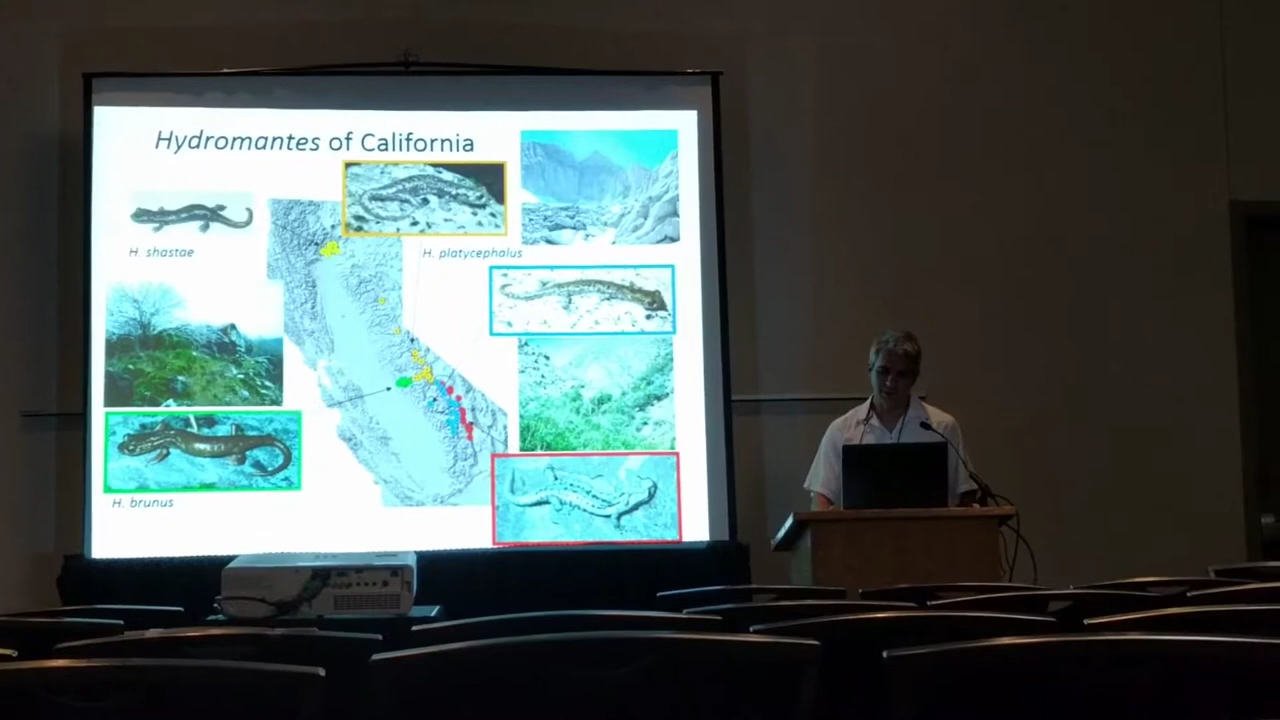 Hydromantes of California
H. shastae
H. platycephalus
H. brunus